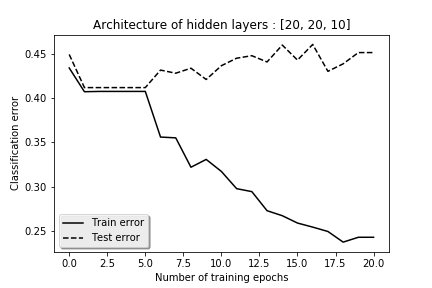 Architecture of hidden layers : [20, 20, 10]
Classification error
0.45
0.40
0.35
0.30
0.25
Train error
Test error
0.0 2.5 5.0 7.5 10.0 12.5 15.0 17.5 20.0
Number of training epochs